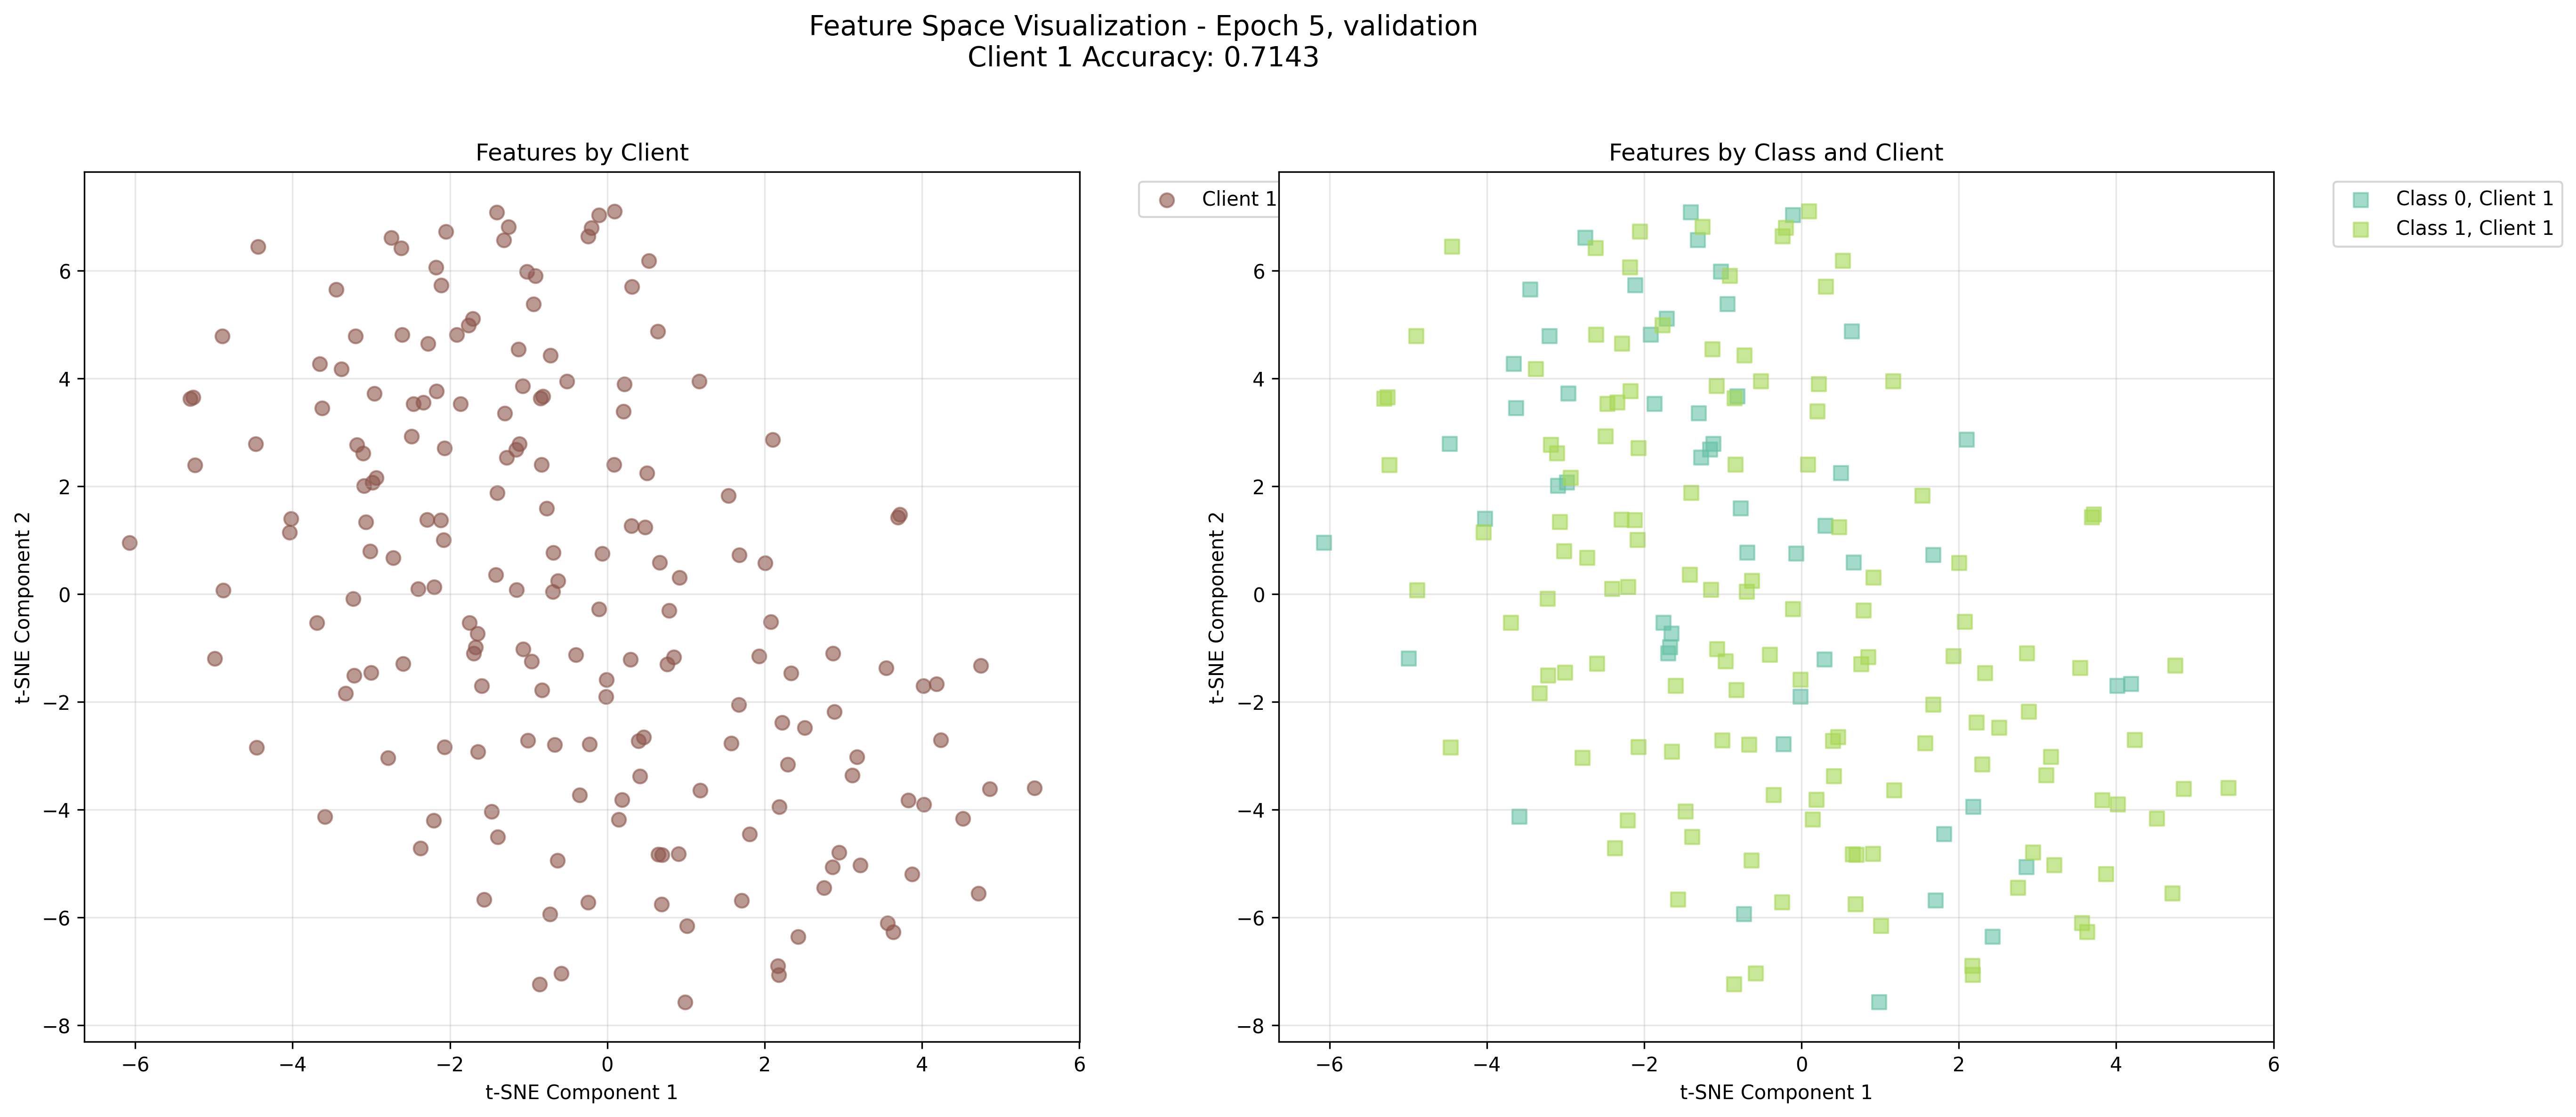 Feature Space Visualization - Epoch 5, validation
Client 1 Accuracy: 0.7143
Features by Client
Client 1
t-SNE Component 2
6
4
2
0
−2
−4
−6
−8
−6
−4
−2
0
2
4
6
t-SNE Component 1
Features by Class and Client
Class 0, Client 1
Class 1, Client 1
t-SNE Component 2
6
4
2
0
−2
−4
−6
−8
−6
−4
−2
0
2
4
6
t-SNE Component 1